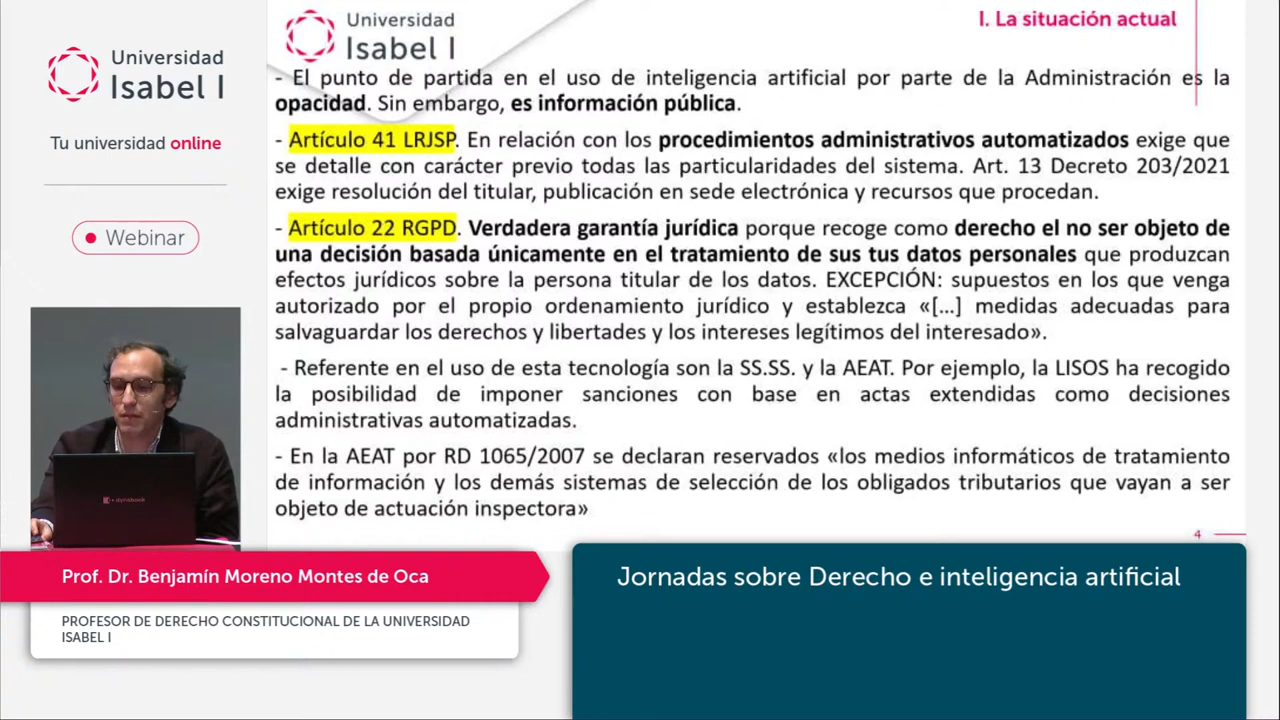 Universidad
Isabel I
Tu universidad online
Webinar
Universidad
Isabel I
I. La situación actual
- El punto de partida en el uso de inteligencia artificial por parte de la Administración es la
opacidad. Sin embargo, es información pública.
- Artículo 41 LRJSP. En relación con los procedimientos administrativos automatizados exige que
se detalle con carácter previo todas las particularidades del sistema. Art. 13 Decreto 203/2021
exige resolución del titular, publicación en sede electrónica y recursos que procedan.
- Artículo 22 RGPD. Verdadera garantía jurídica porque recoge como derecho el no ser objeto de
una decisión basada únicamente en el tratamiento de sus tus datos personales que produzcan
efectos jurídicos sobre la persona titular de los datos. EXCEPCIÓN: supuestos en los que venga
autorizado por el propio ordenamiento jurídico y establezca «[...] medidas adecuadas para
salvaguardar los derechos y libertades y los intereses legítimos del interesado».
- Referente en el uso de esta tecnología son la SS.SS. y la AEAT. Por ejemplo, la LISOS ha recogido
la posibilidad de imponer sanciones con base en actas extendidas como decisiones
administrativas automatizadas.
- En la AEAT por RD 1065/2007 se declaran reservados «los medios informáticos de tratamiento
de información y los demás sistemas de selección de los obligados tributarios que vayan a ser
objeto de actuación inspectora»
4
dynabook
Prof. Dr. Benjamín Moreno Montes de Oca
PROFESOR DE DERECHO CONSTITUCIONAL DE LA UNIVERSIDAD
ISABEL I
Jornadas sobre Derecho e inteligencia artificial